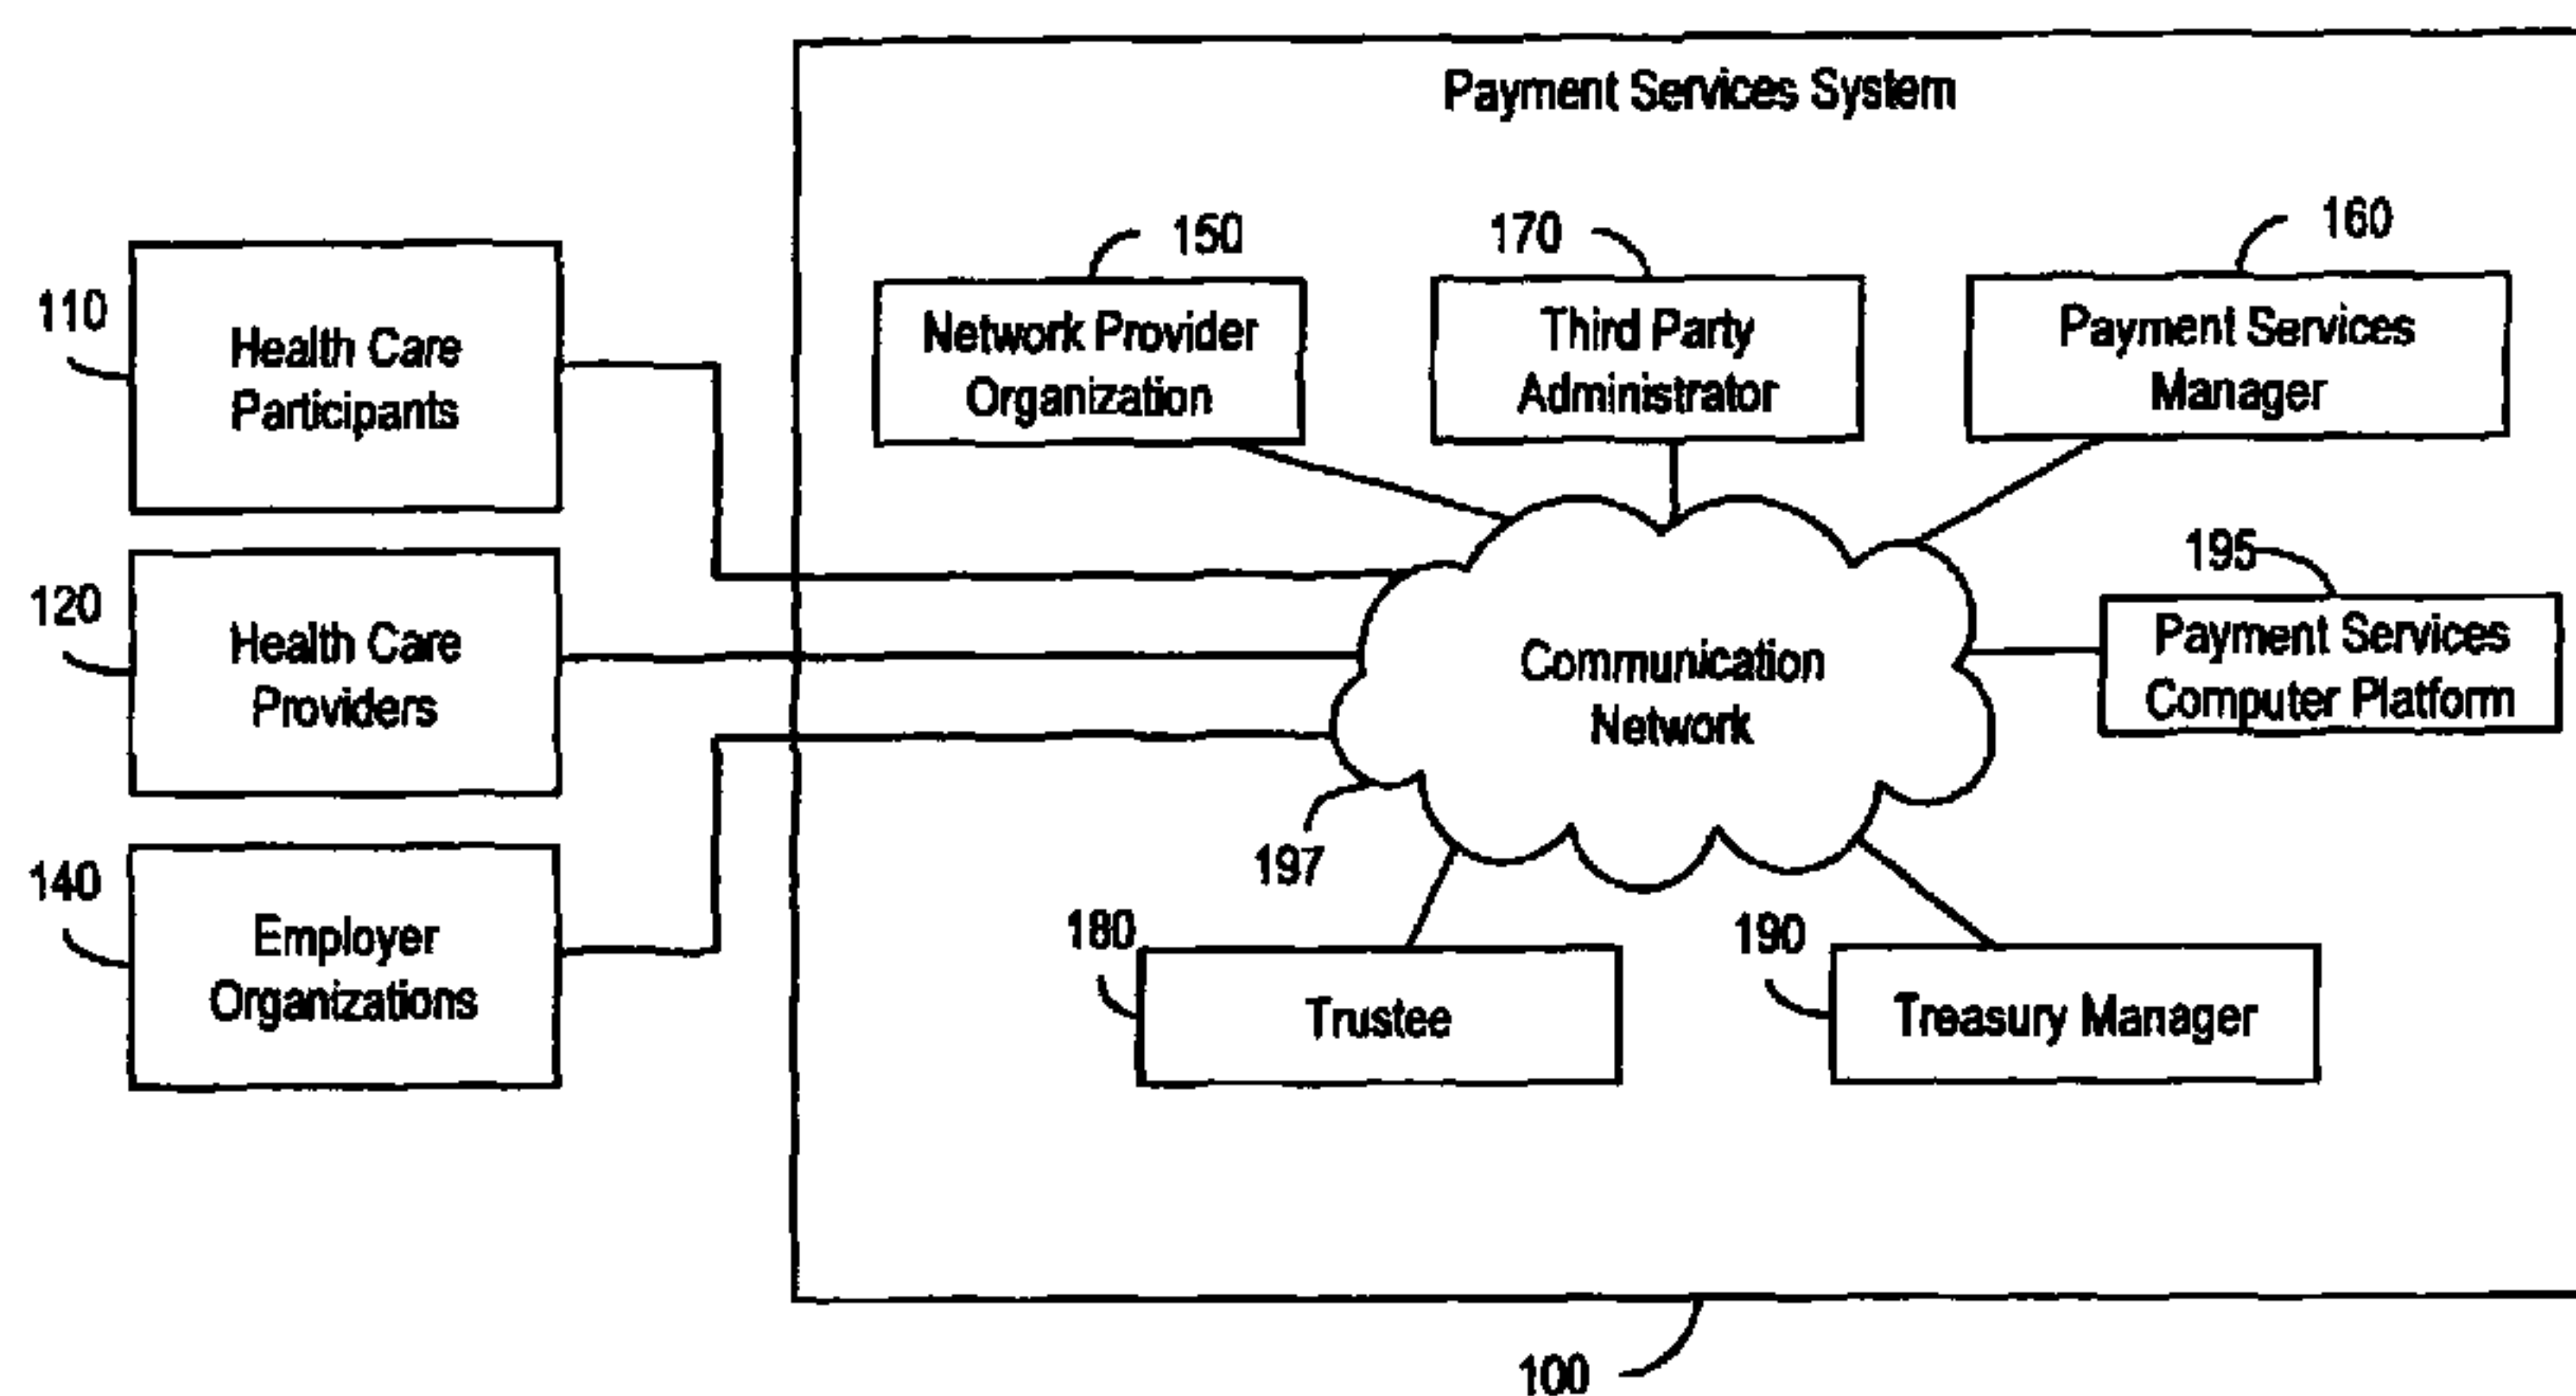 Payment Services System
150
170
160
110
Health Care
Participants
Network Provider
Organization
Third Party
Administrator
Payment Services
Manager
120
Health Care
Providers
Communication
Network
195
Payment Services
Computer Platform
197
140
Employer
Organizations
180
Trustee
190
Treasury Manager
100